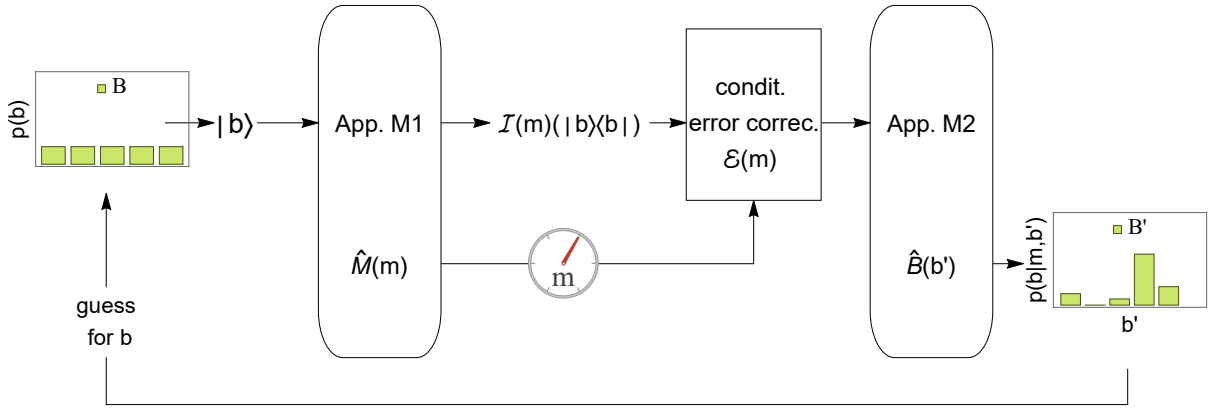 B
p(b)
|b⟩
App. M1
ℐ(m)(|b⟩⟨b|)
condit.
error correc.
ℰ(m)
App. M2
M̂(m)
m
B̂(b')
B'
p(b|m,b')
b'
guess
for b